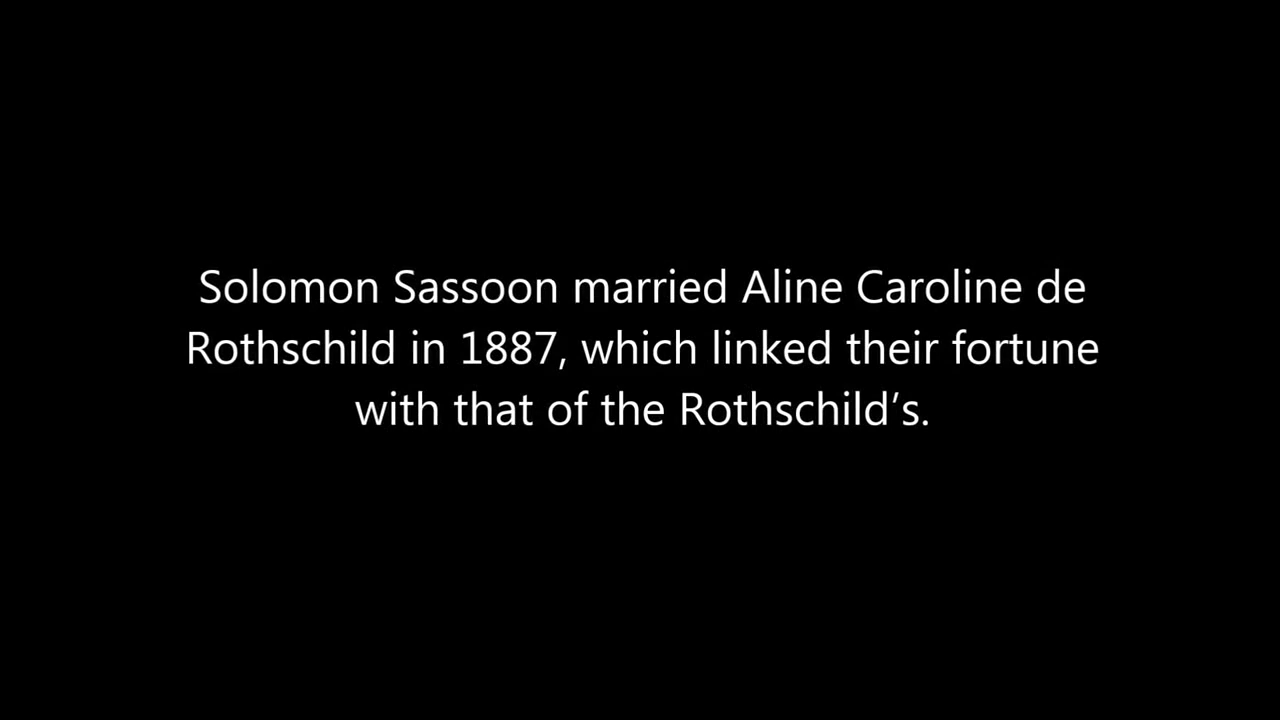 Solomon Sassoon married Aline Caroline de
Rothschild in 1887, which linked their fortune
with that of the Rothschild’s.